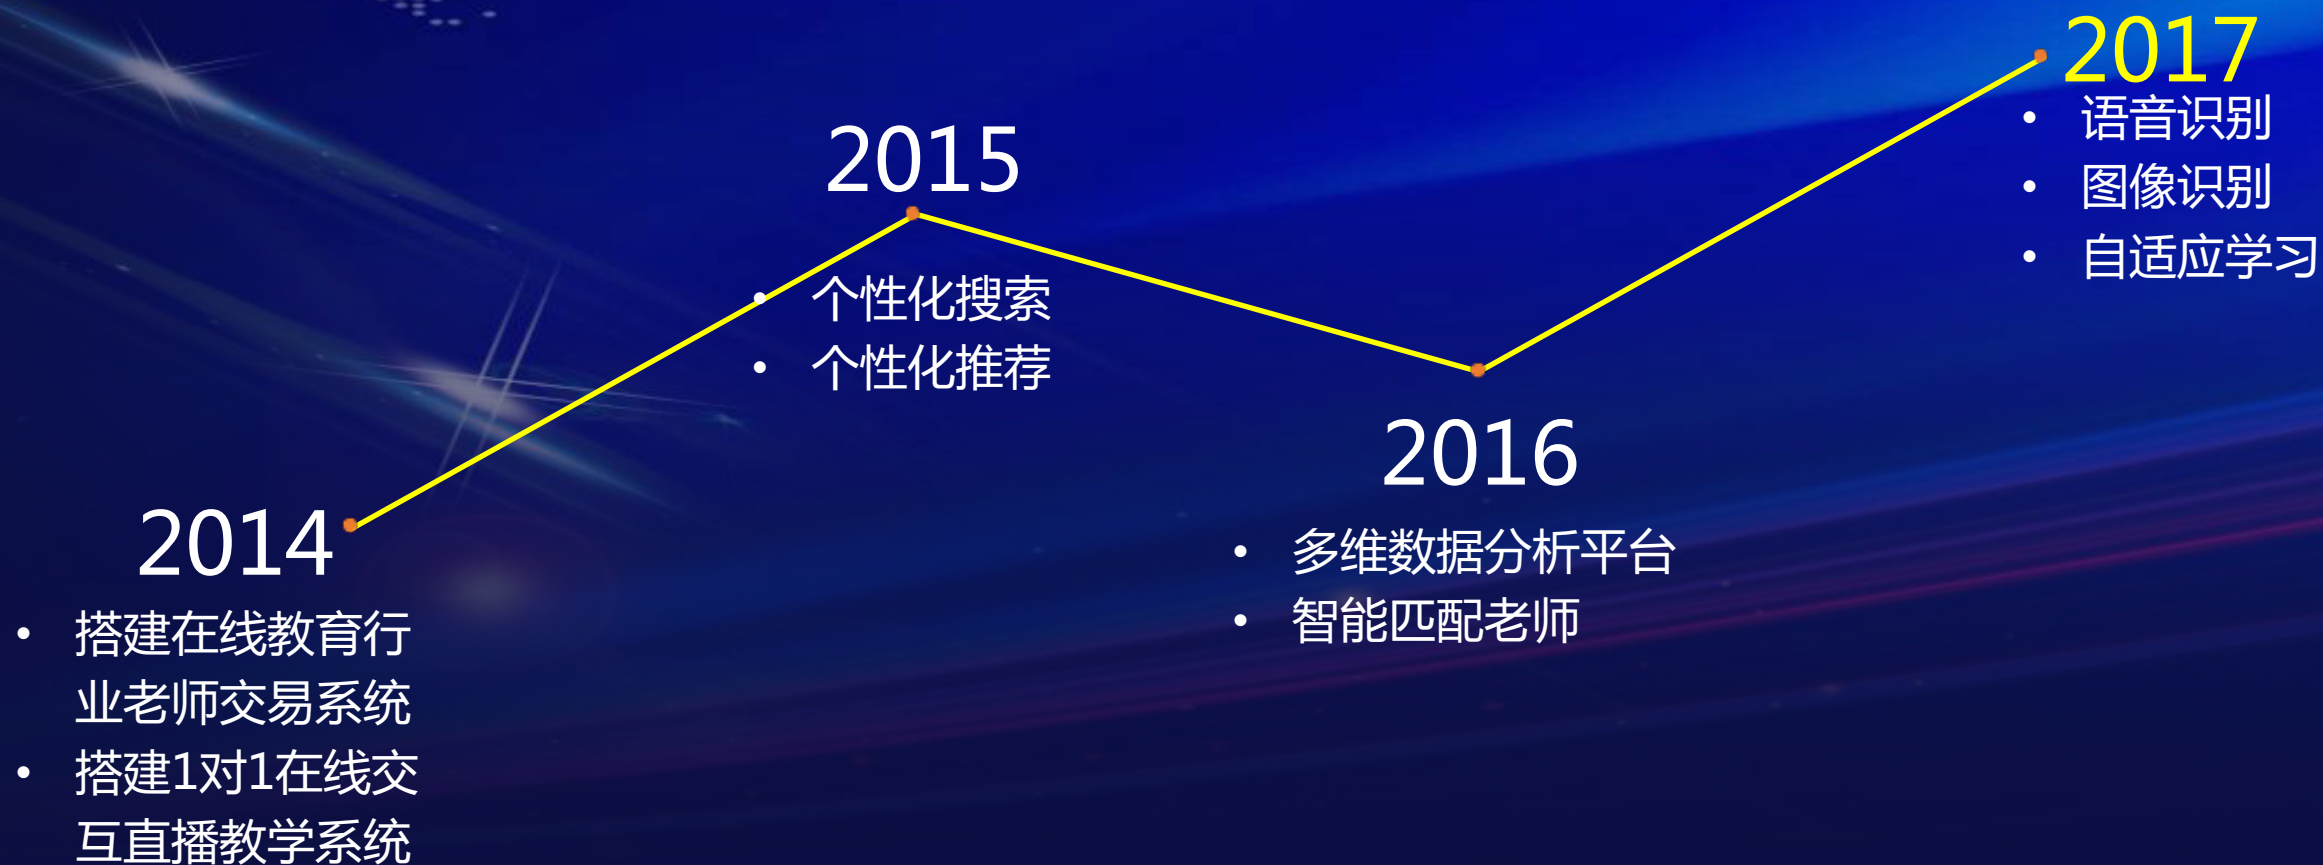 2014
• 搭建在线教育行
业老师交易系统
• 搭建1对1在线交
互直播教学系统
2015
• 个性化搜索
• 个性化推荐
2016
• 多维数据分析平台
• 智能匹配老师
2017
• 语音识别
• 图像识别
• 自适应学习